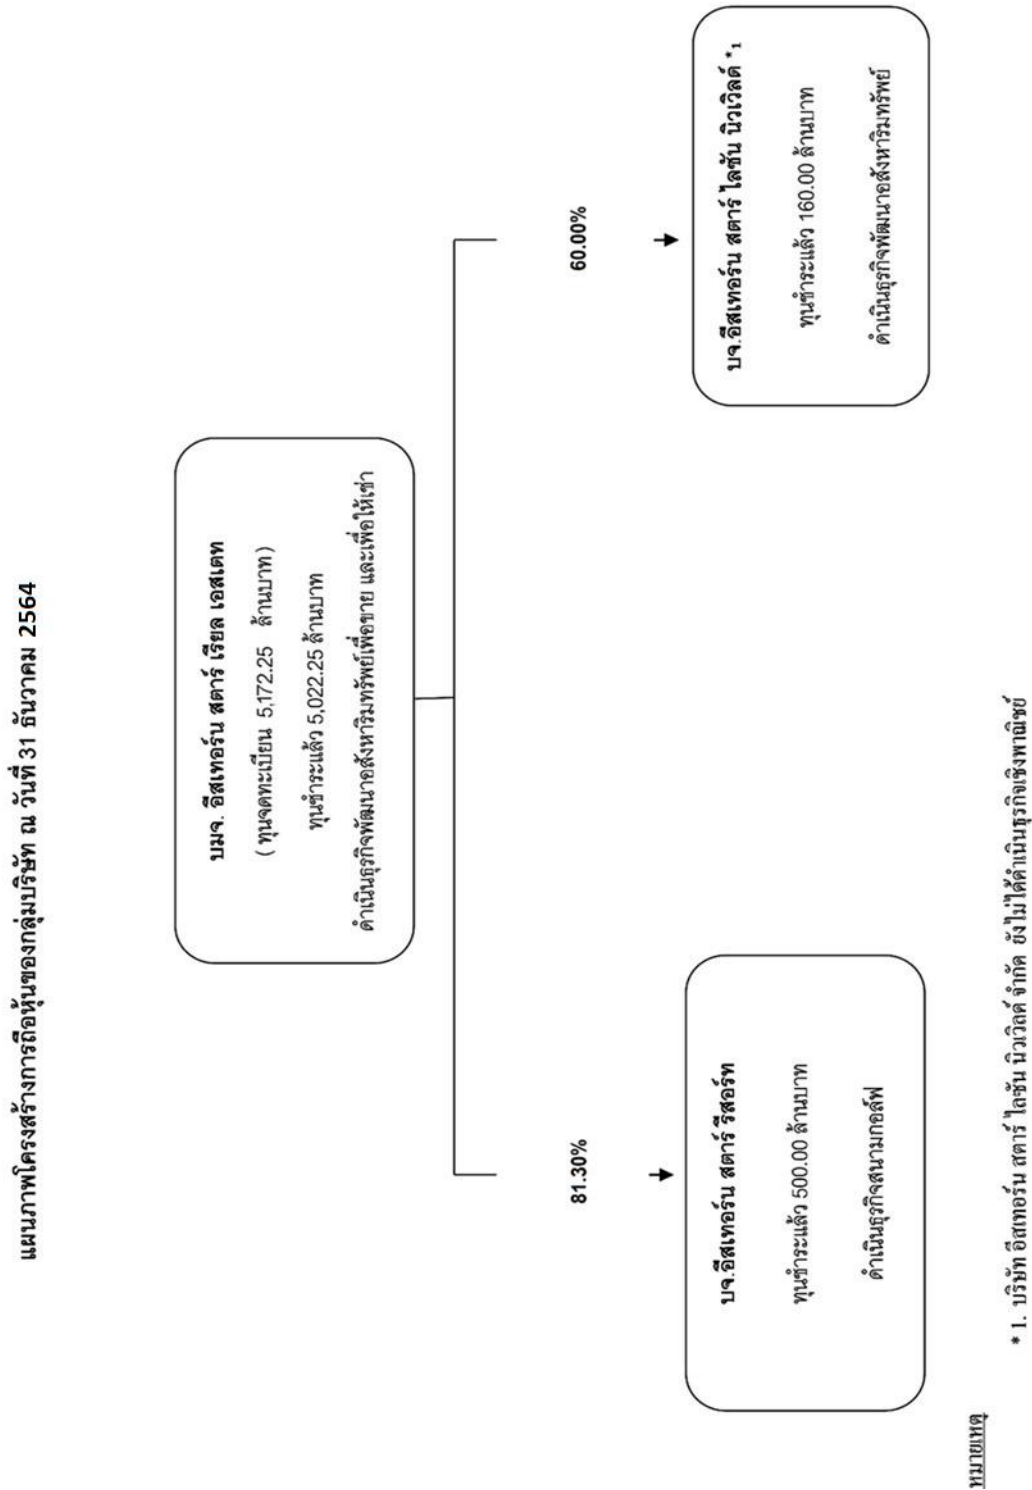 แผนภาพโครงสร้างการถือหุ้นของกลุ่มบริษัท ณ วันที่ 31 ธันวาคม 2564
บมจ. อีสเทอร์น สตาร์ เรียล เอสเตท
( ทุนจดทะเบียน 5,172.25 ล้านบาท )
ทุนชำระแล้ว 5,022.25 ล้านบาท
ดำเนินธุรกิจพัฒนาอสังหาริมทรัพย์เพื่อขาย และเพื่อให้เช่า
81.30%
60.00%
บจ.อีสเทอร์น สตาร์ รีสอร์ท
ทุนชำระแล้ว 500.00 ล้านบาท
ดำเนินธุรกิจสนามกอล์ฟ
บจ.อีสเทอร์น สตาร์ ไลซัน นิวเวิลด์ *1
ทุนชำระแล้ว 160.00 ล้านบาท
ดำเนินธุรกิจพัฒนาอสังหาริมทรัพย์
หมายเหตุ
* 1. บริษัท อีสเทอร์น สตาร์ ไลซัน นิวเวิลด์ จำกัด ยังไม่ได้ดำเนินธุรกิจเชิงพาณิชย์